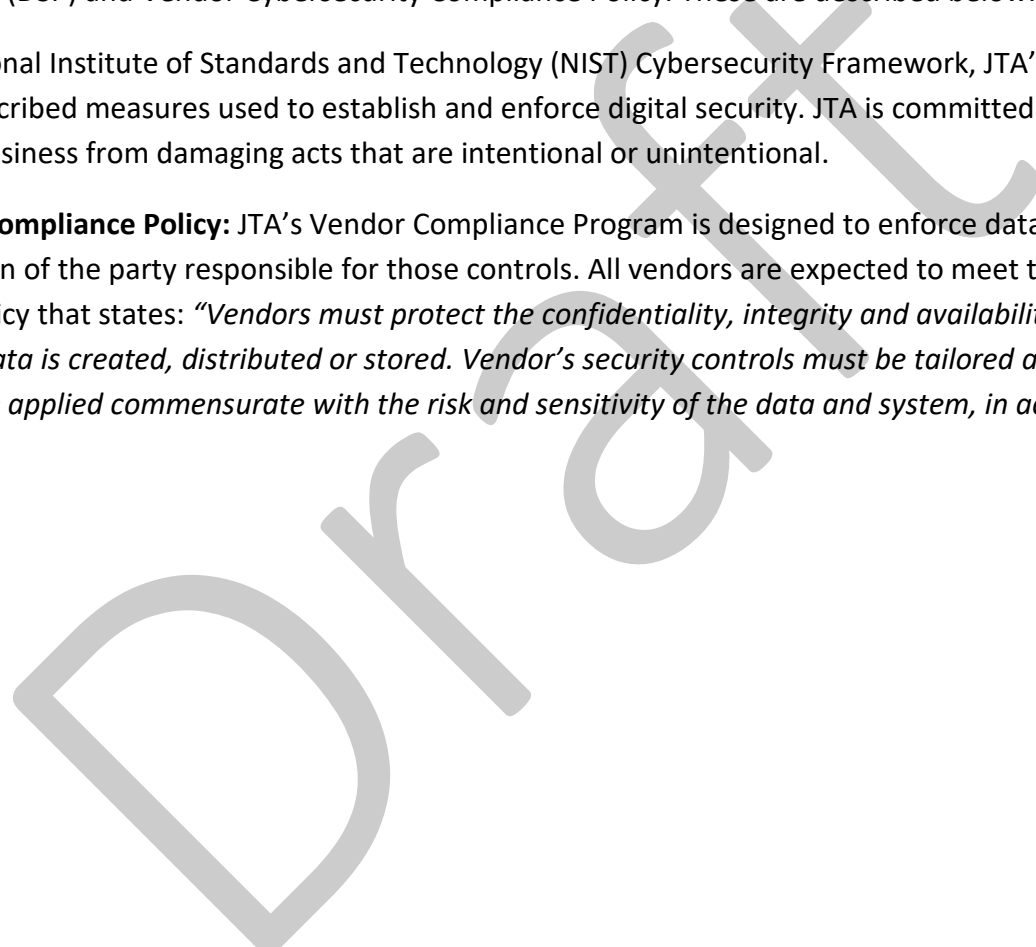 and Vendor Cybersecurity Compliance Policy. These are described below
onal Institute of Standards and Technology (NIST) Cybersecurity Framework, JTA’
cribed measures used to establish and enforce digital security. JTA is committed
siness from damaging acts that are intentional or unintentional.
ompliance Policy: JTA’s Vendor Compliance Program is designed to enforce data
n of the party responsible for those controls. All vendors are expected to meet t
icy that states: “Vendors must protect the confidentiality, integrity and availabilit
ata is created, distributed or stored. Vendor’s security controls must be tailored a
applied commensurate with the risk and sensitivity of the data and system, in a
Draft